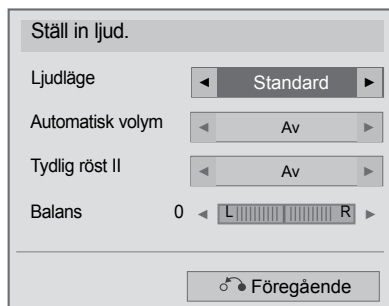 Ställ in ljud.
Ljudläge ◄ Standard ►
Automatisk volym ◄ Av ►
Tydlig röst II ◄ Av ►
Balans 0 ◄ L R ►
Föregående